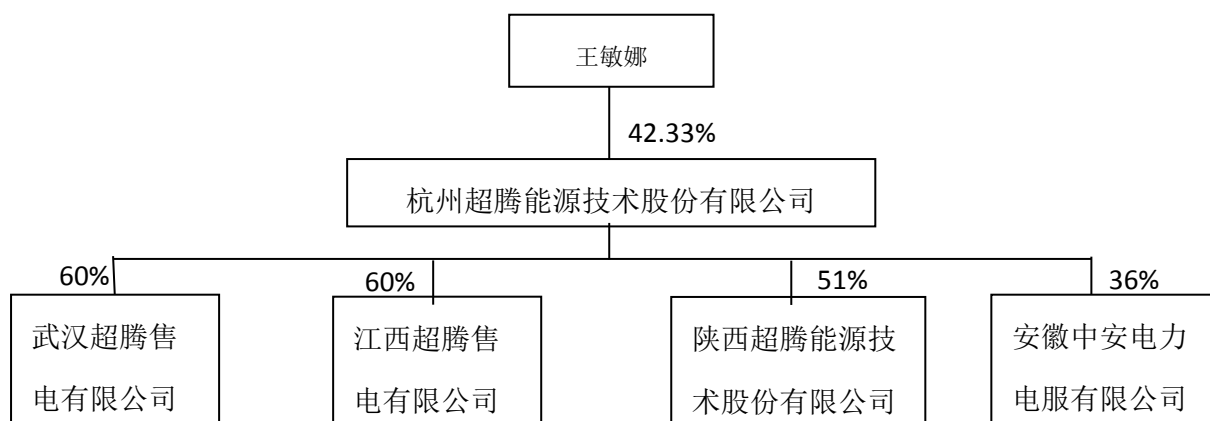 王敏娜
42.33%
杭州超腾能源技术股份有限公司
60%
60%
51%
36%
武汉超腾售
电有限公司
江西超腾售
电有限公司
陕西超腾能源技
术股份有限公司
安徽中安电力
电服有限公司